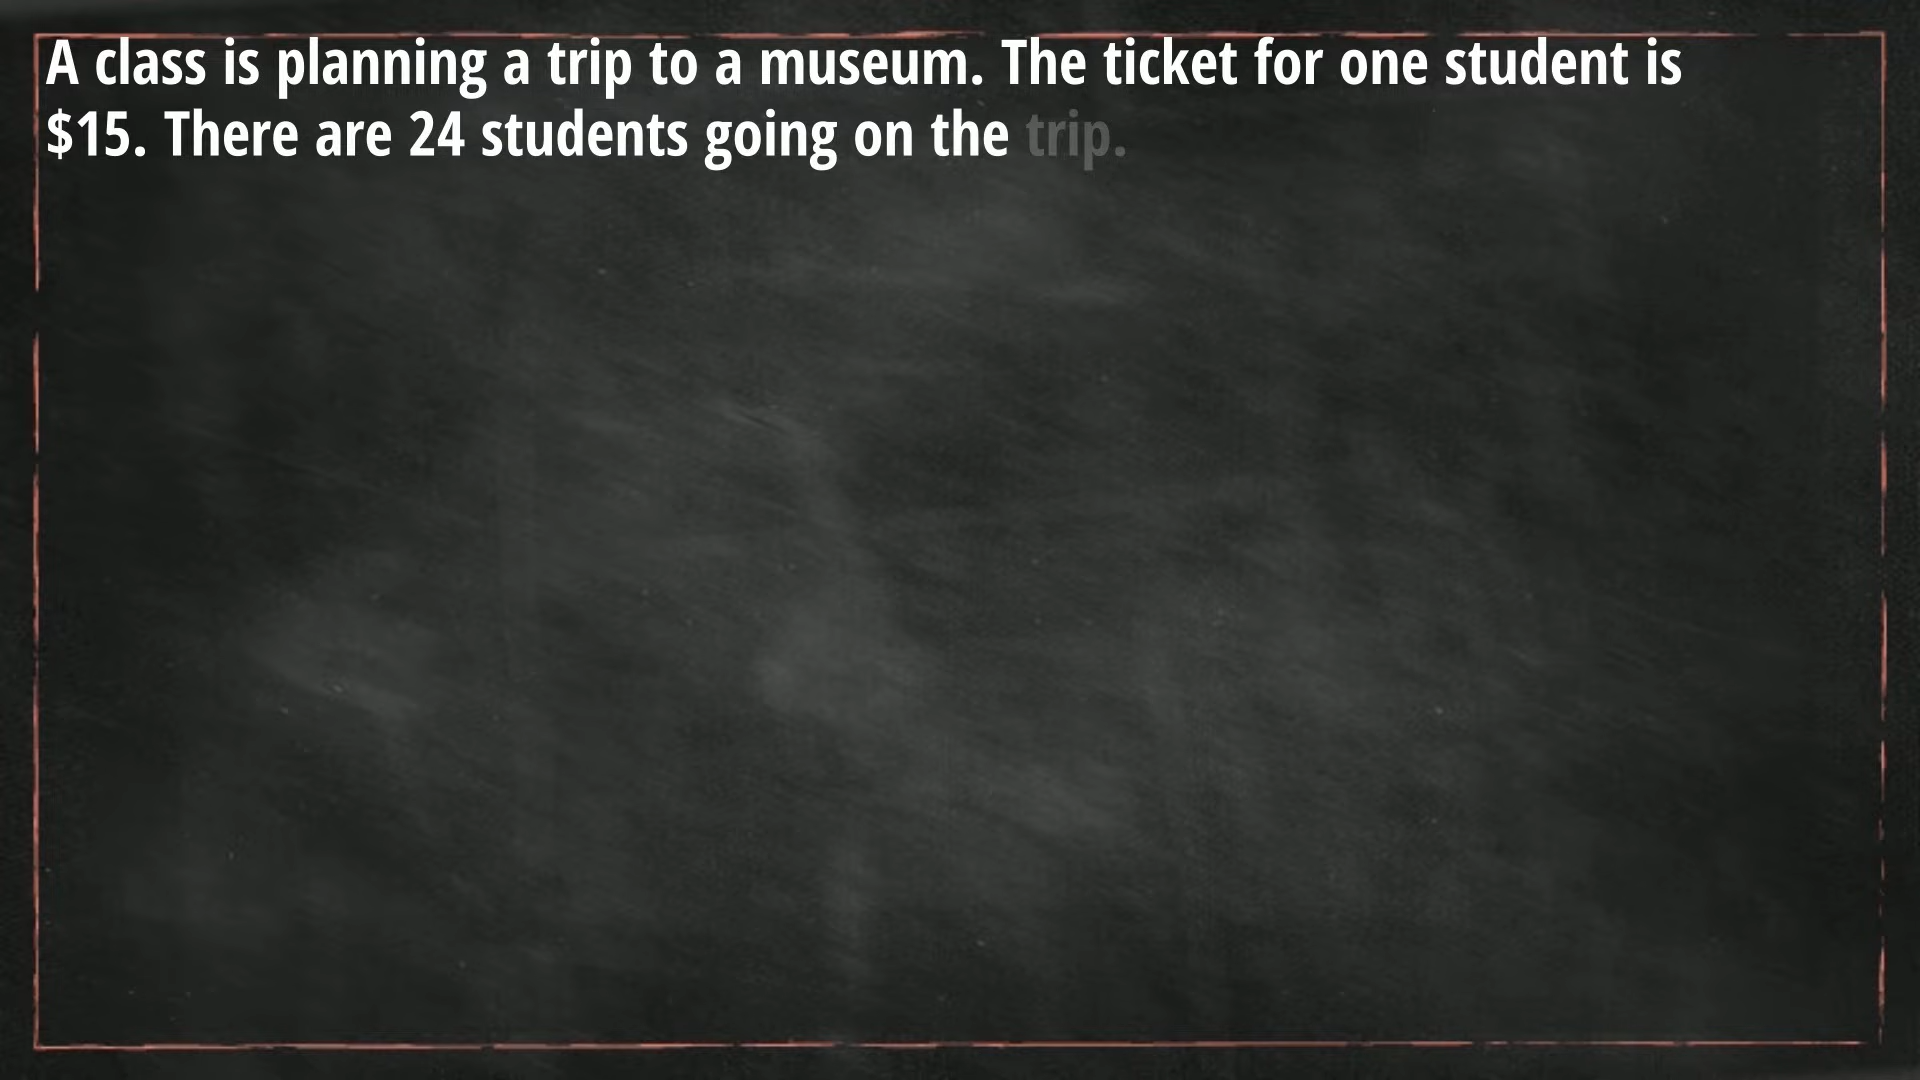 A class is planning a trip to a museum. The ticket for one student is
$15. There are 24 students going on the trip.